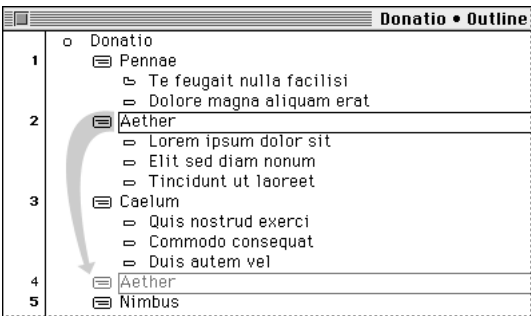 Donatio • Outline
Donatio
1 Pennae
Te feugait nulla facilisi
Dolore magna aliquam erat
2 Aether
Lorem ipsum dolor sit
Elit sed diam nonum
Tincidunt ut laoreet
3 Caelum
Quis nostrud exerci
Commodo consequat
Duis autem vel
4 Aether
5 Nimbus